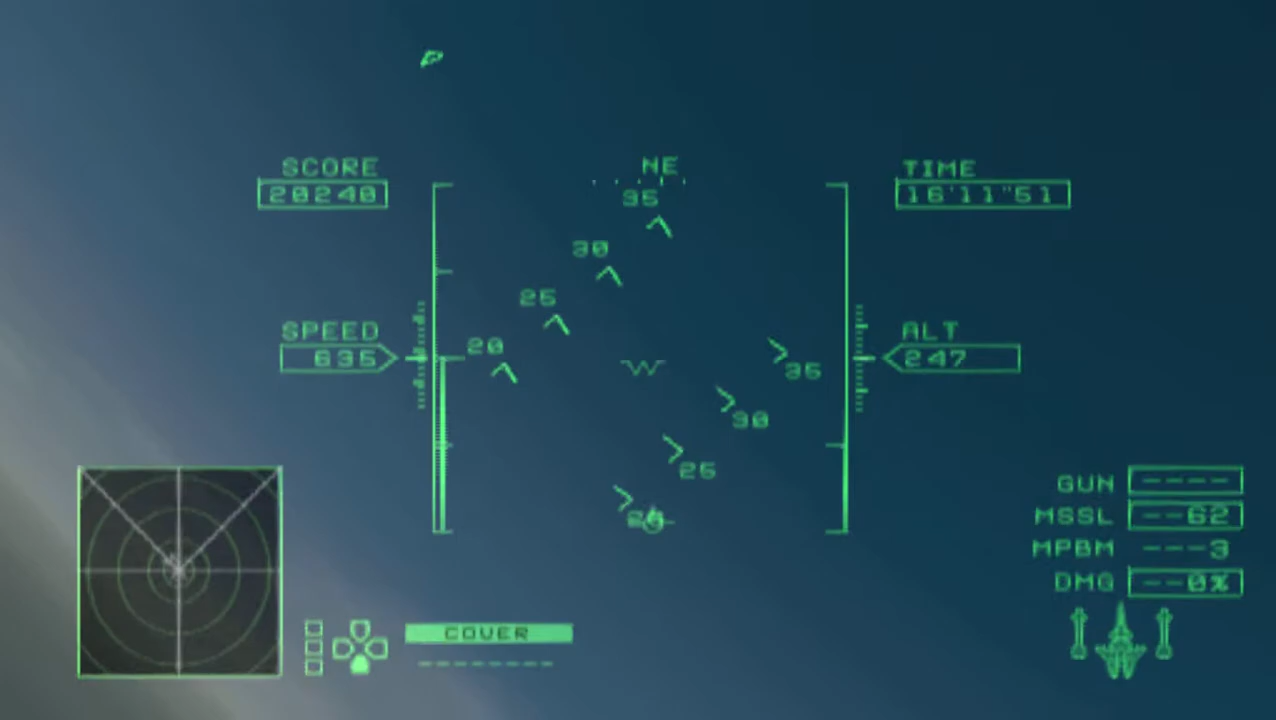 SCORE
20240
NE
TIME
16'11"51
35
30
25
20
SPEED
635
ALT
247
35
30
25
GUN ----
MSSL --62
MPBM ---3
DMG --0%
COVER
---------